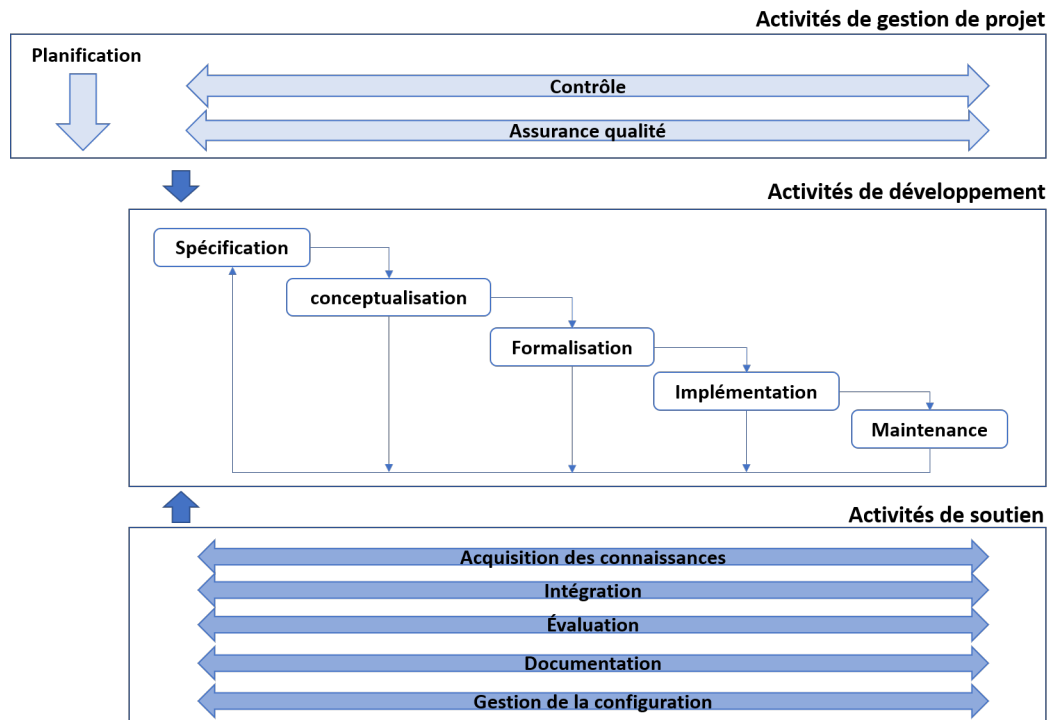 Activités de gestion de projet
Planification
Contrôle
Assurance qualité
Activités de développement
Spécification
conceptualisation
Formalisation
Implémentation
Maintenance
Activités de soutien
Acquisition des connaissances
Intégration
Évaluation
Documentation
Gestion de la configuration